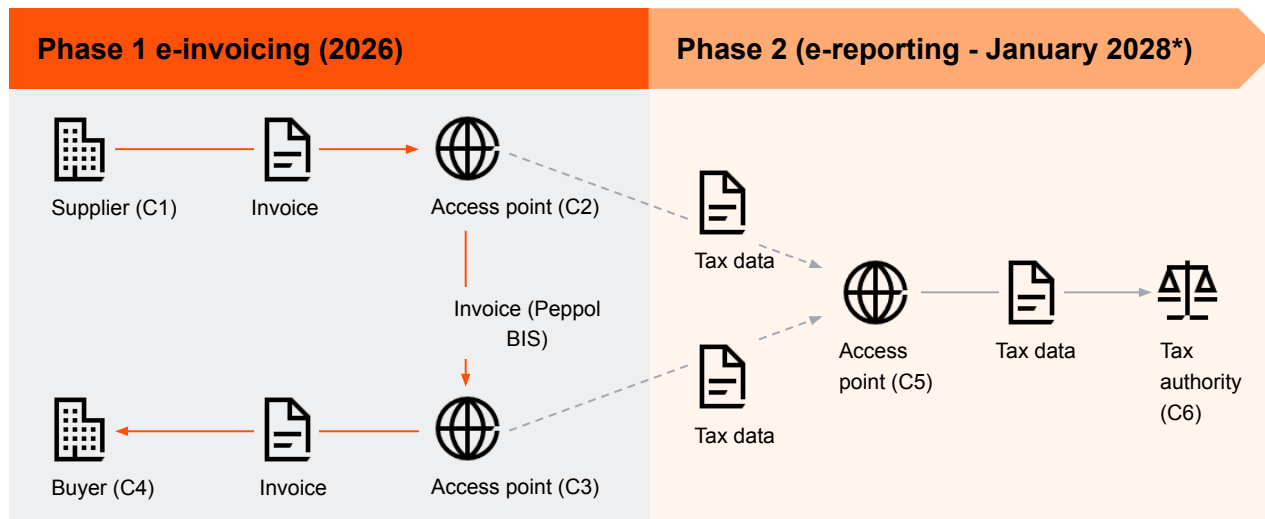 Phase 1 e-invoicing (2026)
Phase 2 (e-reporting - January 2028*)
Supplier (C1)
Invoice
Access point (C2)
Invoice (Peppol
BIS)
Buyer (C4)
Invoice
Access point (C3)
Tax data
Tax data
Access
point (C5)
Tax data
Tax
authority
(C6)